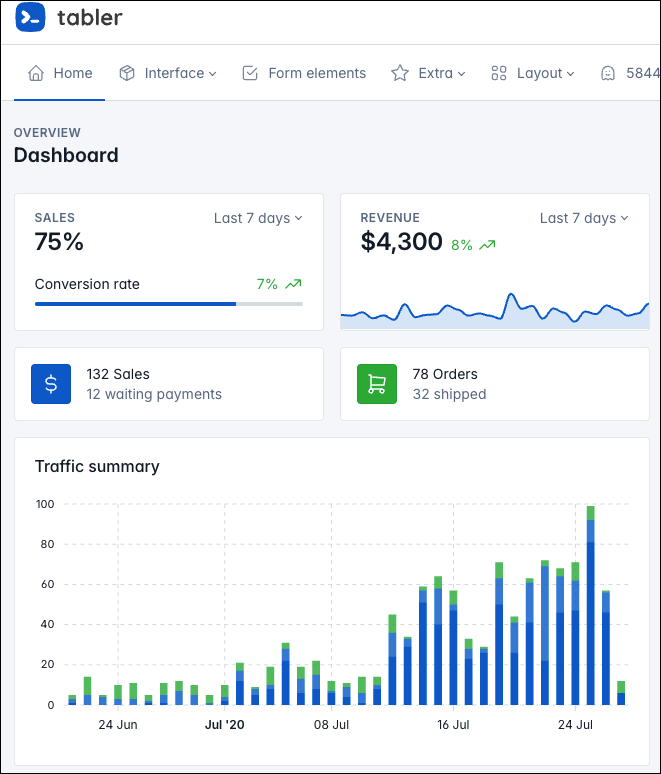 tabler
Home Interface Form elements Extra Layout 5844
OVERVIEW
Dashboard
SALES Last 7 days
75%
Conversion rate 7%
REVENUE Last 7 days
$4,300 8%
$ 132 Sales
12 waiting payments
78 Orders
32 shipped
Traffic summary
100
80
60
40
20
0
24 Jun Jul '20 08 Jul 16 Jul 24 Jul